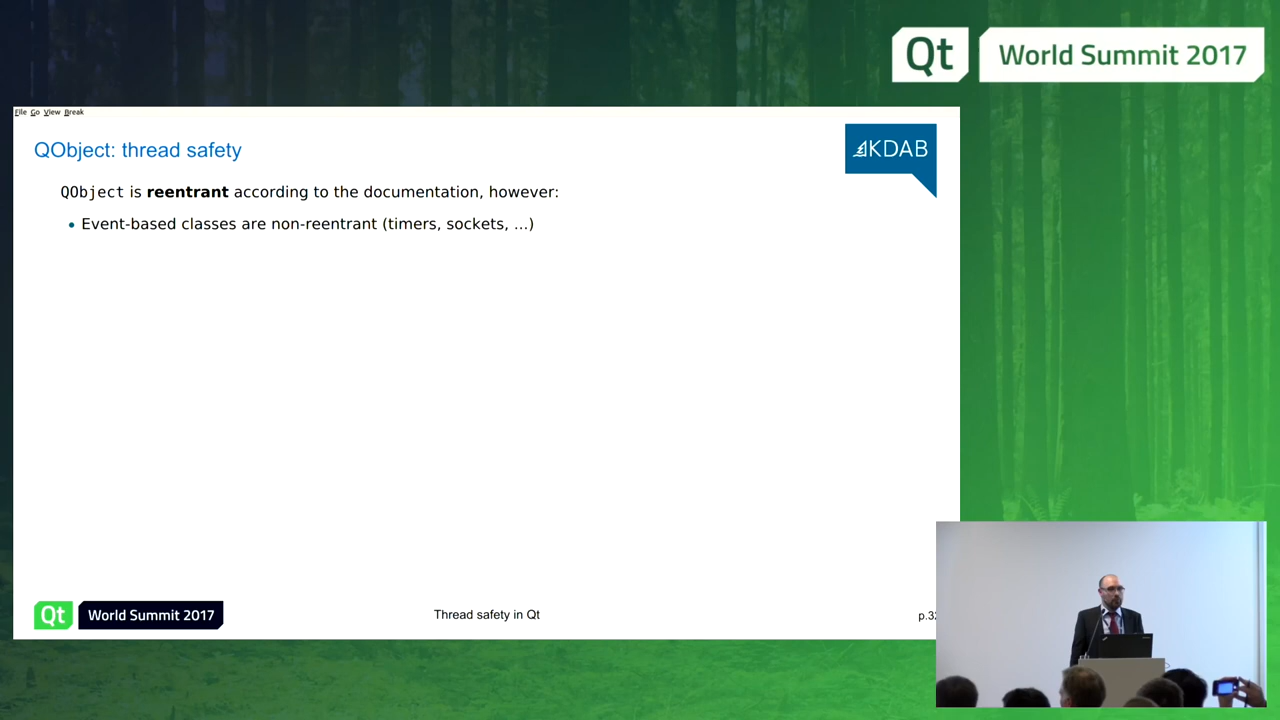 Qt World Summit 2017
File Go View Break
QObject: thread safety
KDAB
QObject is reentrant according to the documentation, however:
• Event-based classes are non-reentrant (timers, sockets, ...)
Qt World Summit 2017
Thread safety in Qt